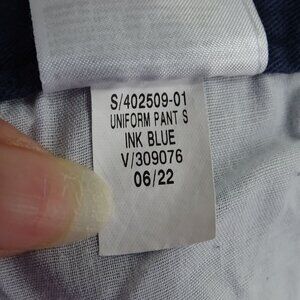 S/402509-01
UNIFORM PANT S
INK BLUE
V/309076
06/22